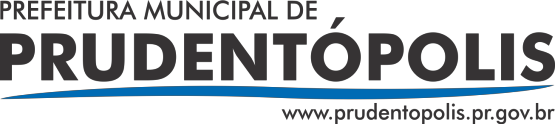 PREFEITURA MUNICIPAL DE
PRUDENTÓPOLIS
www.prudentopolis.pr.gov.br